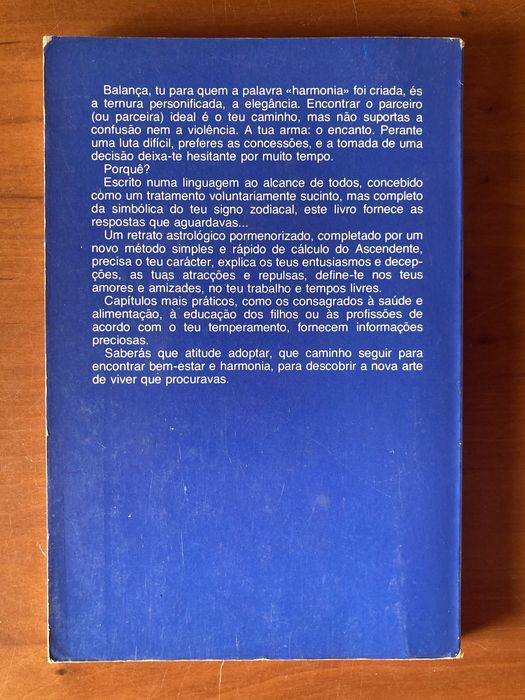 Balança, tu para quem a palavra «harmonia» foi criada, és
a ternura personificada, a elegância. Encontrar o parceiro
(ou parceira) ideal é o teu caminho, mas não suportas a
confusão nem a violência. A tua arma: o encanto. Perante
uma luta difícil, preferes as concessões, e a tomada de uma
decisão deixa-te hesitante por muito tempo.
Porquê?
Escrito numa linguagem ao alcance de todos, concebido
còmo um tratamento voluntariamente sucinto, mas completo
da simbólica do teu signo zodiacal, este livro fornece as
respostas que aguardavas...
Um retrato astrológico pormenorizado, completado por um
novo método simples e rápido de cálculo do Ascendente,
precisa o teu carácter, explica os teus entusiasmos e decep-
ções, as tuas atracções e repulsas, define-te nos teus
amores e amizades, no teu trabalho e tempos livres.
Capítulos mais práticos, como os consagrados à saúde e
alimentação, à educação dos filhos ou às profissões de
acordo com o teu temperamento, fornecem informações
preciosas.
Saberás que atitude adoptar, que caminho seguir para
encontrar bem-estar e harmonia, para descobrir a nova arte
de viver que procuravas.